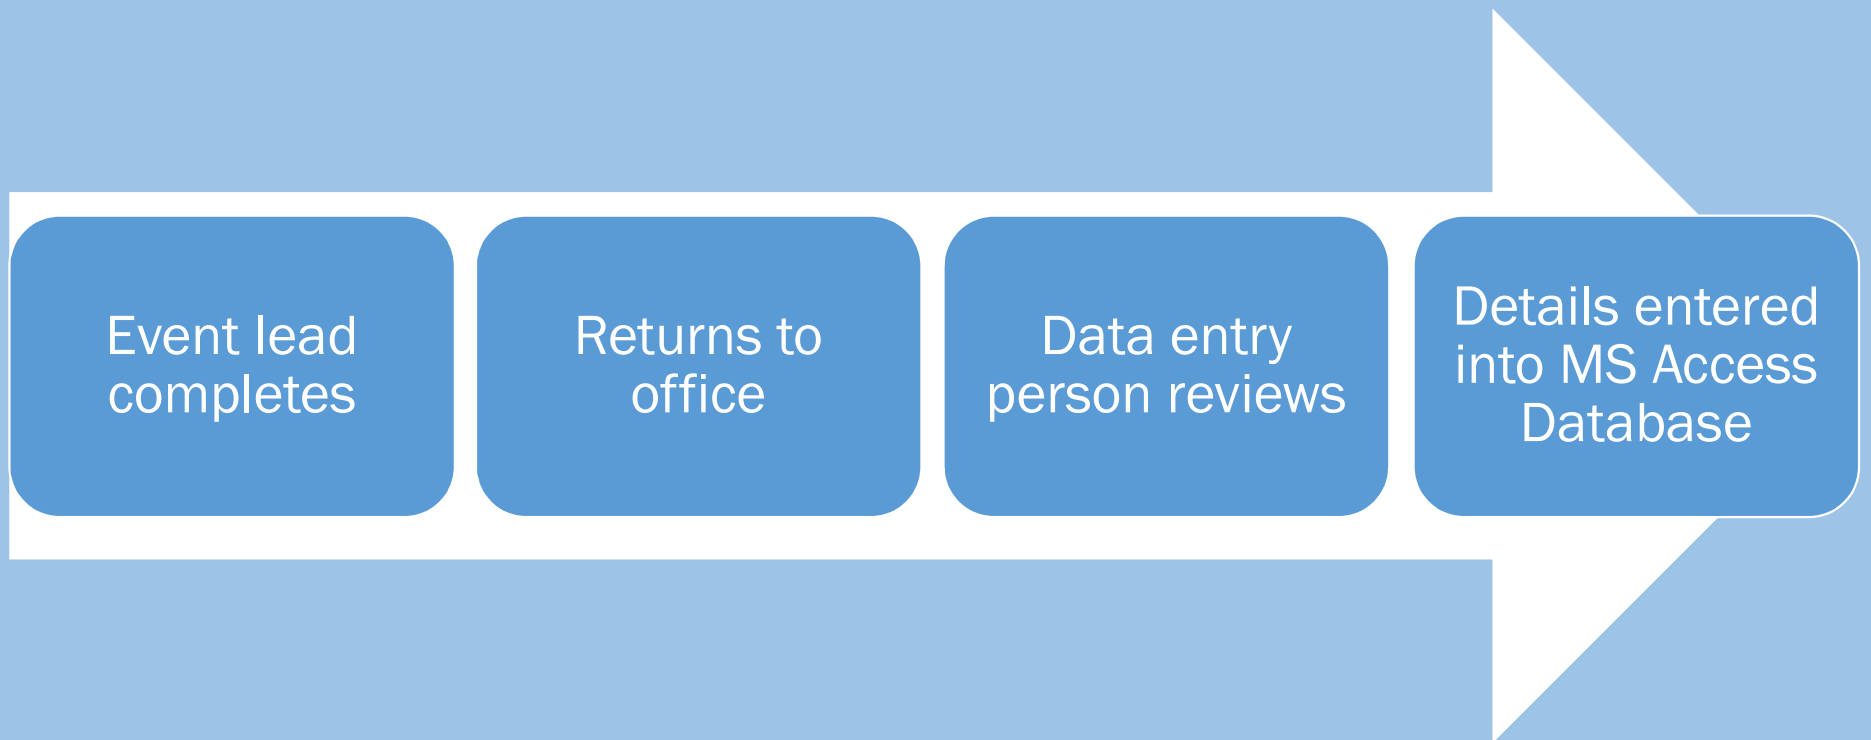 Event lead
completes
Returns to
office
Data entry
person reviews
Details entered
into MS Access
Database